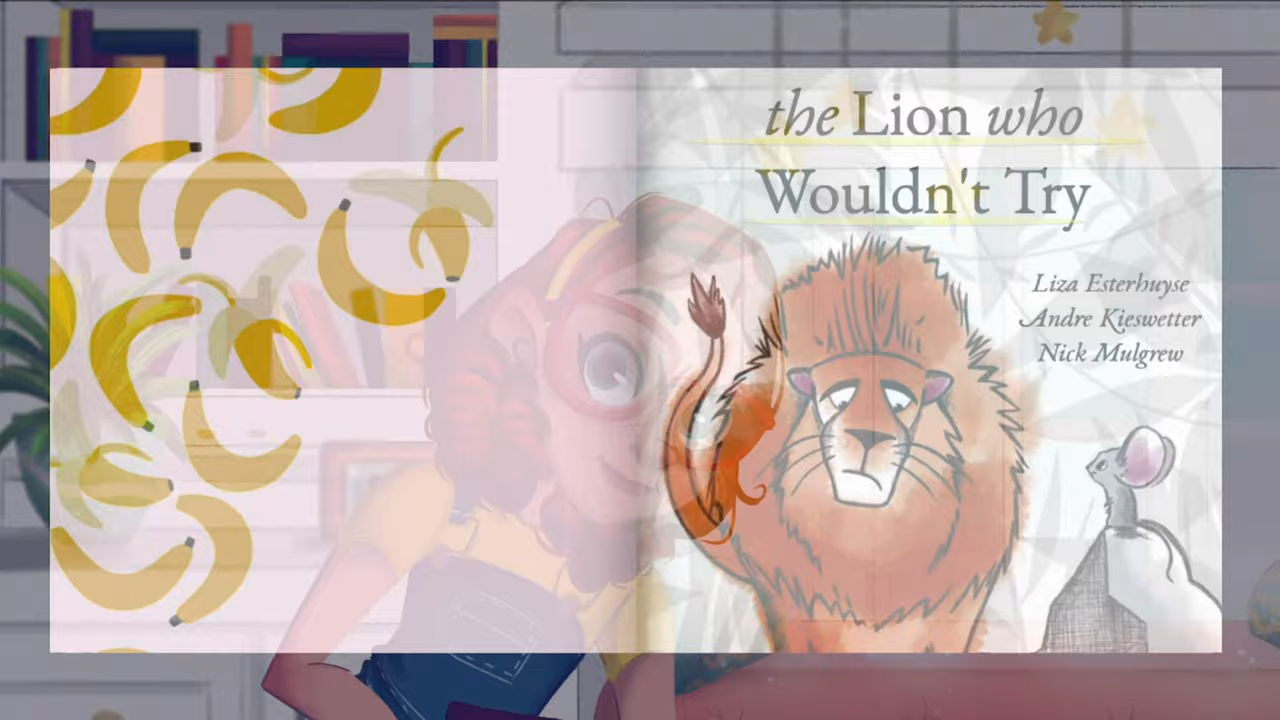 the Lion who
Wouldn't Try
Liza Esterhuyse
Andre Kieswetter
Nick Mulgrew